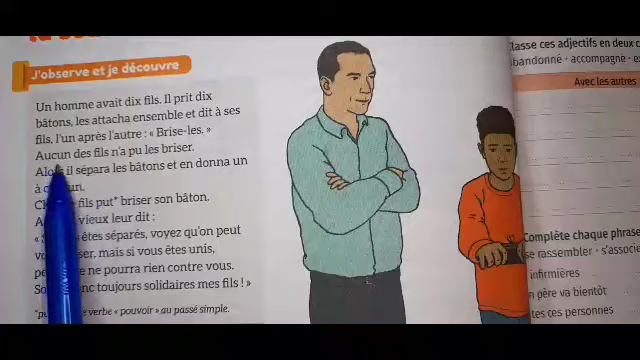 J'observe et je découvre
Un homme avait dix fils. Il prit dix
bâtons, les attacha ensemble et dit à ses
fils, l'un après l'autre : « Brise-les. »
Aucun des fils n'a pu les briser.
il sépara les bâtons et en donna un
à
fils put* briser son bâton.
vieux leur dit :
« êtes séparés, voyez qu'on peut
mais si vous êtes unis,
ne pourra rien contre vous.
toujours solidaires mes fils ! »
verbe « pouvoir » au passé simple.
Classe ces adjectifs en deux
abandonné - accompagné -
Avec les autres
Complète chaque phrase
se rassembler -
infirmières
père va bientôt
ces personnes